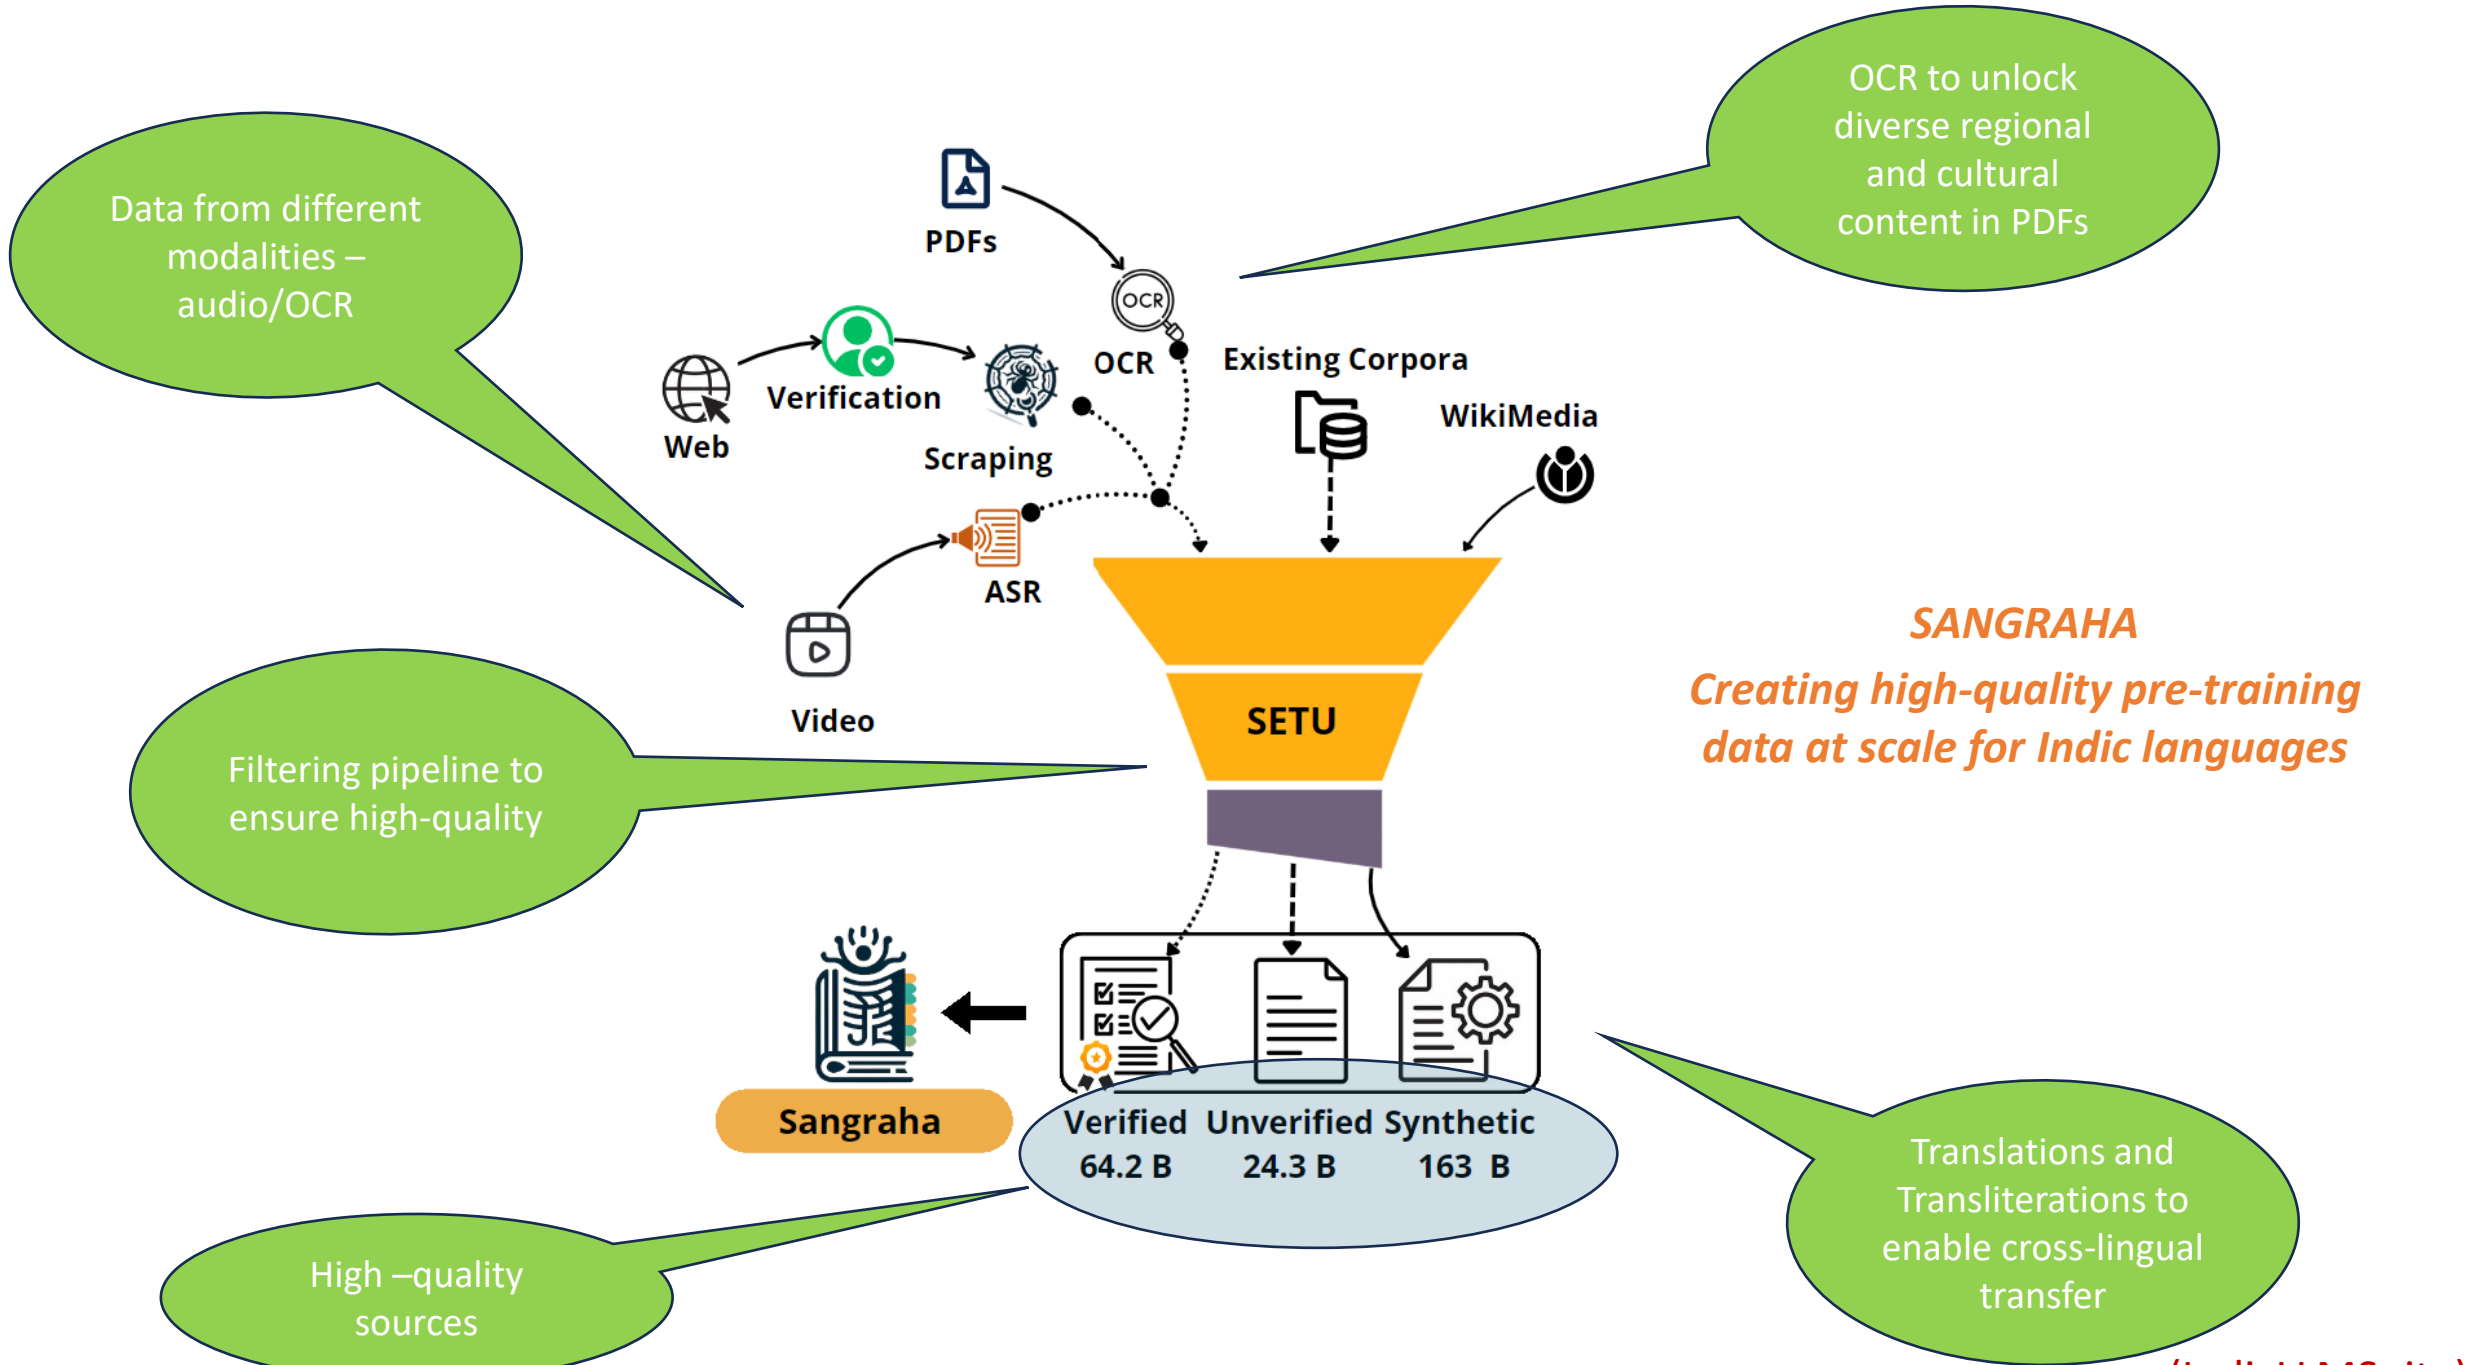 OCR to unlock
diverse regional
and cultural
content in PDFs
Data from different
modalities –
audio/OCR
PDFs
OCR
OCR
Existing Corpora
WikiMedia
Verification
Web
Scraping
ASR
Video
SETU
SANGRAHA
Creating high-quality pre-training
data at scale for Indic languages
Filtering pipeline to
ensure high-quality
Sangraha
Verified Unverified Synthetic
64.2 B 24.3 B 163 B
Translations and
Transliterations to
enable cross-lingual
transfer
High –quality
sources